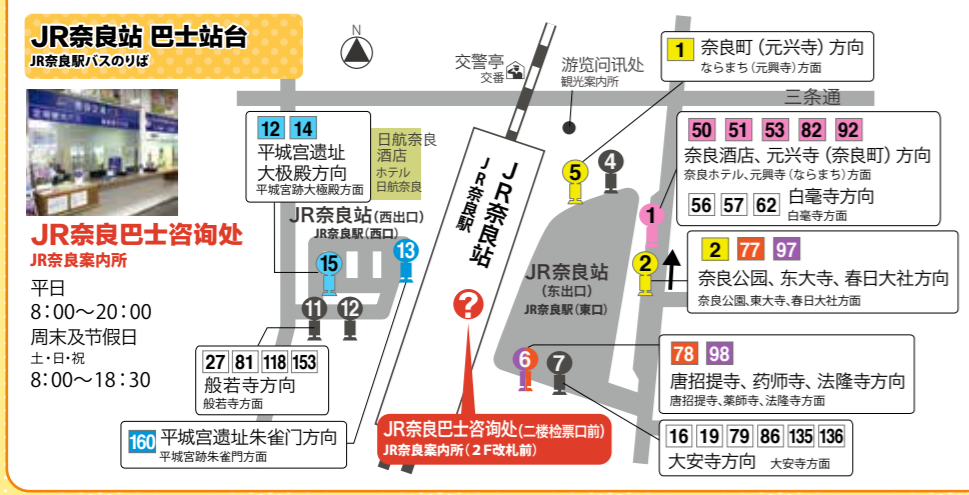 JR奈良站 巴士站台
JR奈良駅バスのりば
JR奈良巴士咨询处
JR奈良案内所
平日
8:00～20:00
周末及节假日
土・日・祝
8:00～18:30
N
交警亭
交番
游览问讯处
観光案内所
三条通
1 奈良町（元兴寺）方向
ならまち（元興寺）方面
12 14
平城宫遗址
大极殿方向
平城宮跡大極殿方面
日航奈良
酒店
ホテル
日航奈良
JR奈良站(西出口)
JR奈良駅(西口)
15
13
11
12
27 81 118 153
般若寺方向
般若寺方面
160 平城宫遗址朱雀门方向
平城宮跡朱雀門方面
JR奈良站
JR奈良駅
?
JR奈良巴士咨询处(二楼检票口前)
JR奈良案内所(2F改札前)
5
4
1
2
JR奈良站
(东出口)
JR奈良駅(東口)
6
7
50 51 53 82 92
奈良酒店、元兴寺（奈良町）方向
奈良ホテル、元興寺（ならまち）方面
56 57 62 白毫寺方向
白毫寺方面
2 77 97
奈良公园、东大寺、春日大社方向
奈良公園、東大寺、春日大社方面
78 98
唐招提寺、药师寺、法隆寺方向
唐招提寺、薬師寺、法隆寺方面
16 19 79 86 135 136
大安寺方向 大安寺方面